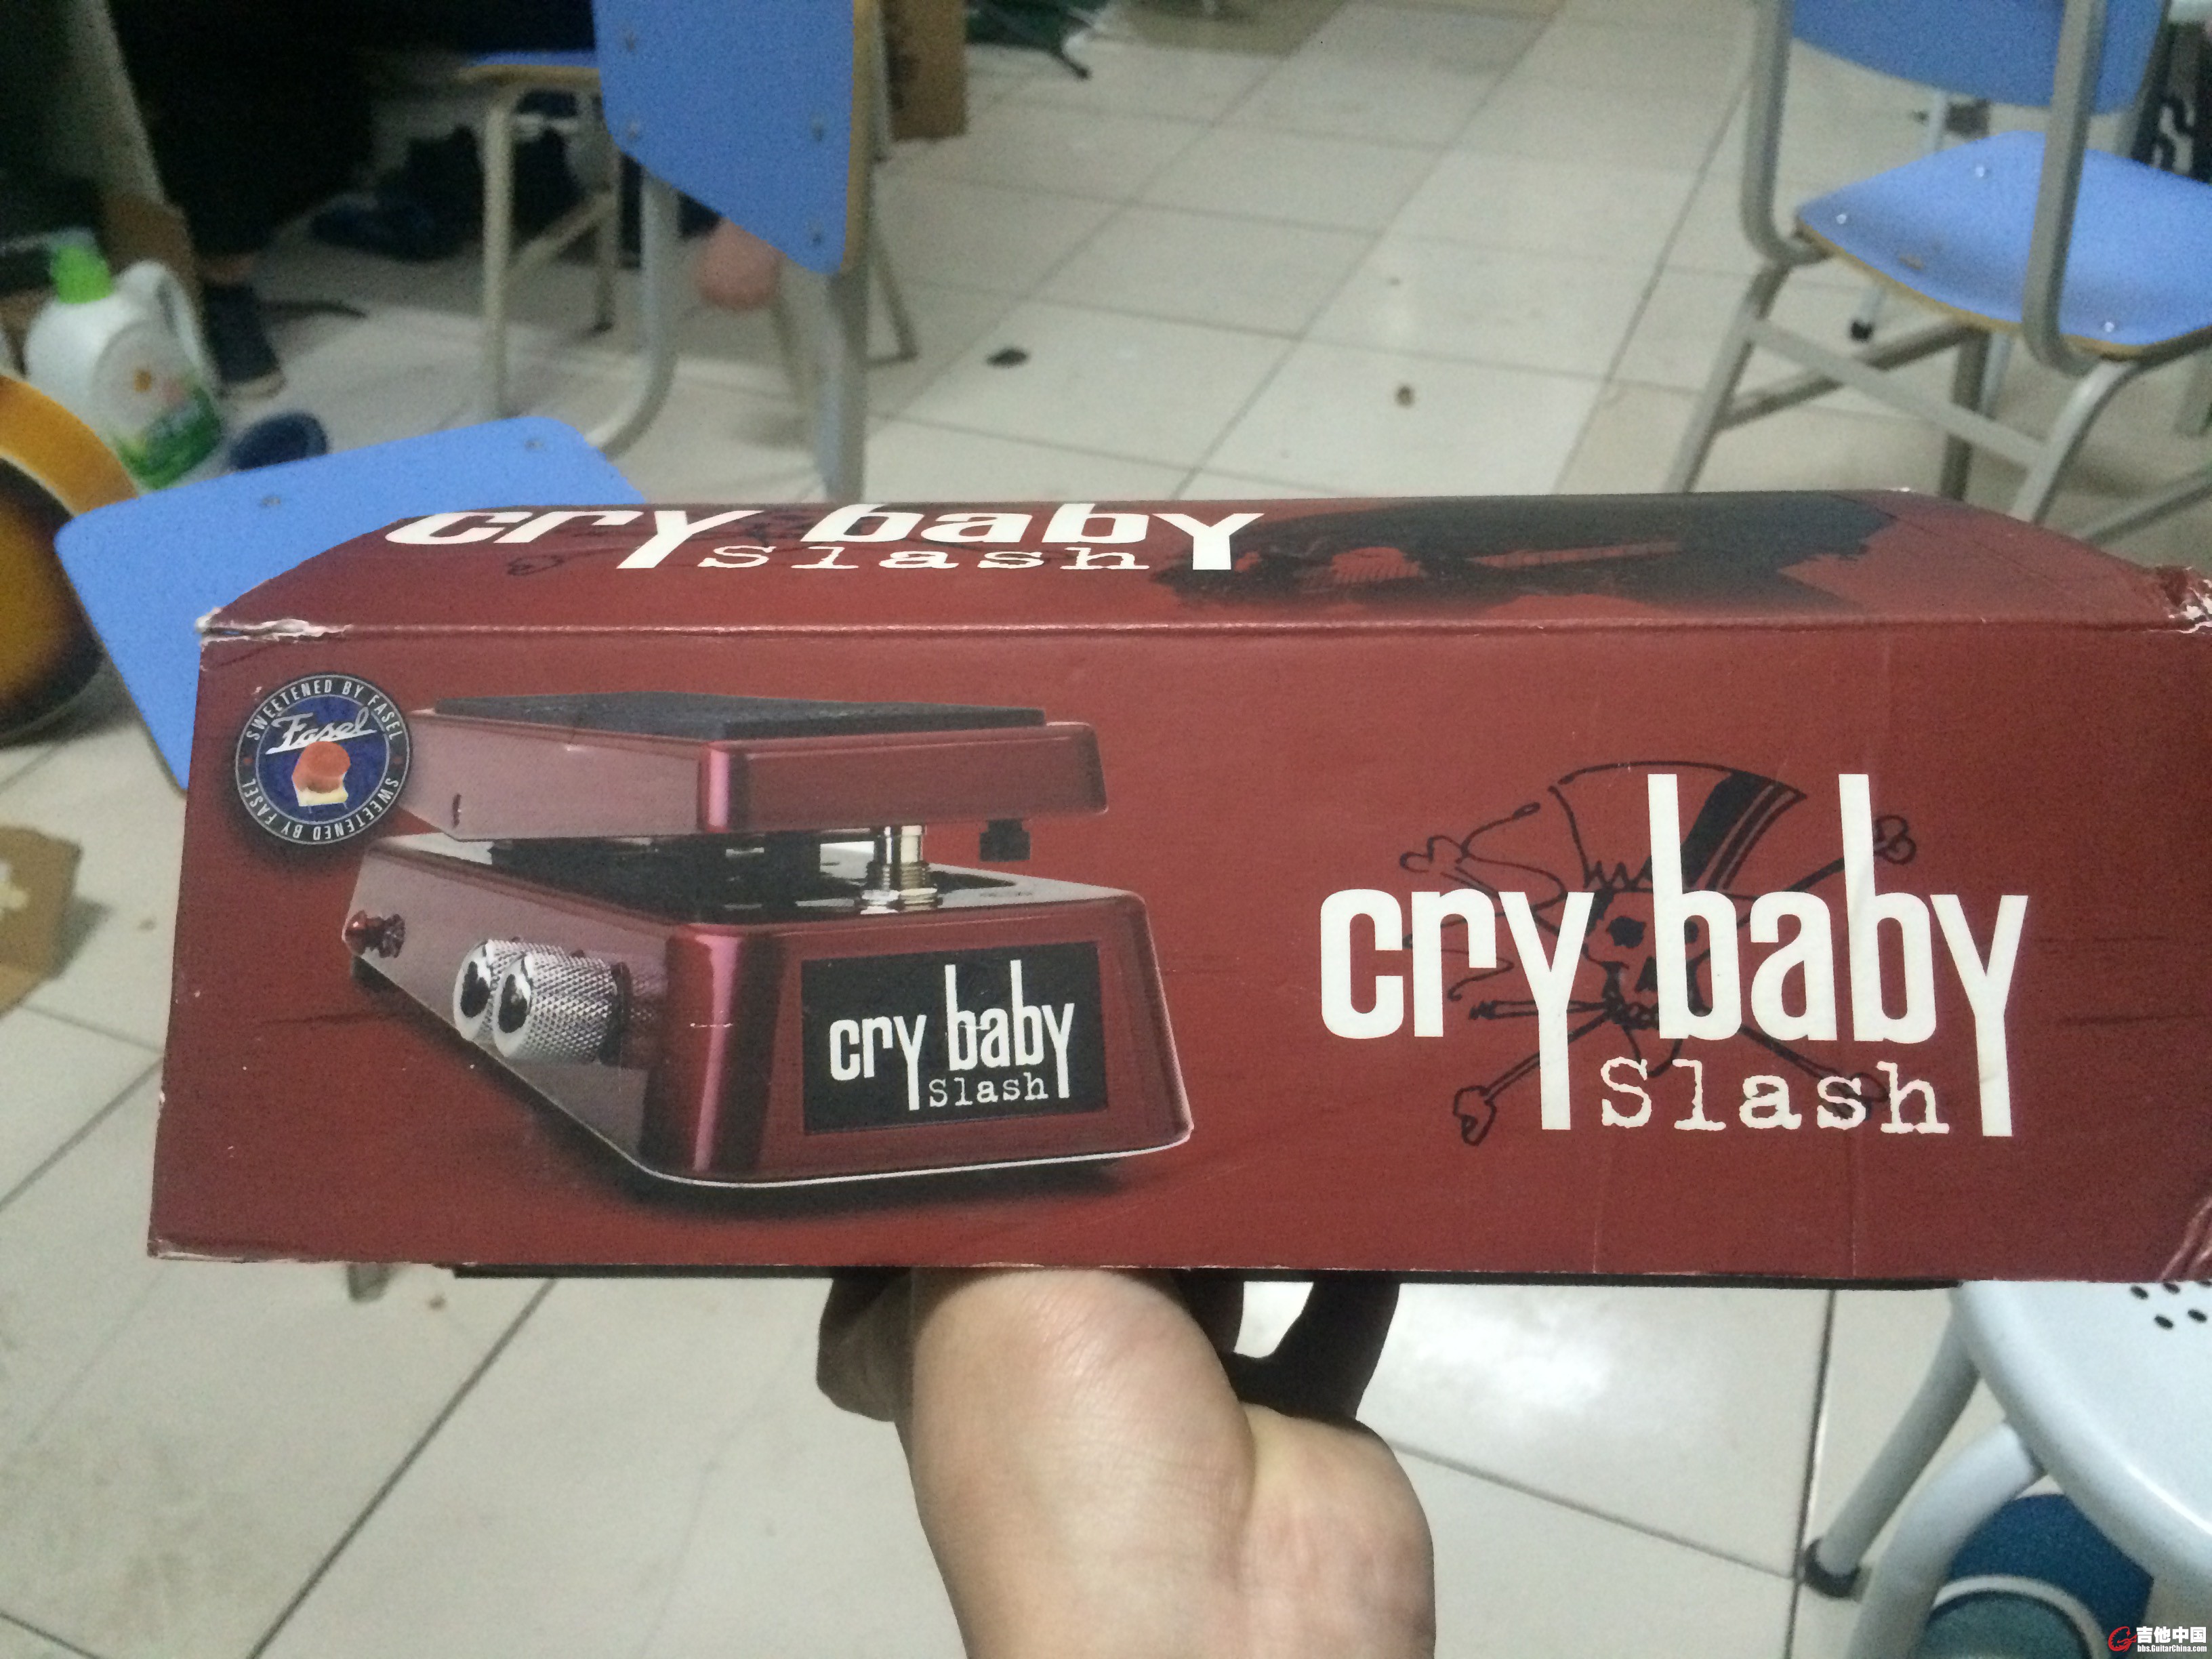 cry baby
Slash
SWEETENED BY FASEL
Fasel
SWEETENED BY FASEL
cry baby
Slash
cry baby
Slash
吉他中国
bbs.GuitarChina.com